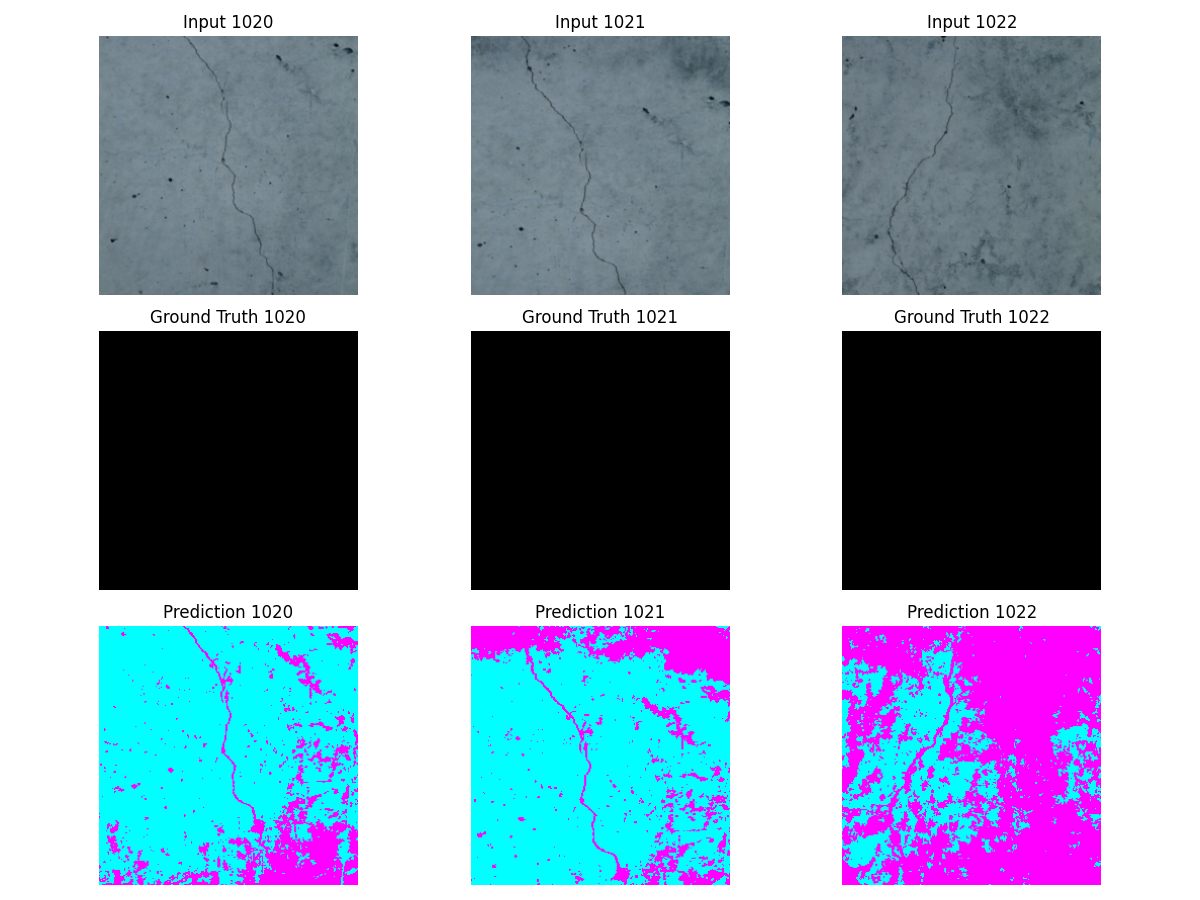 Input 1020
Input 1021
Input 1022
Ground Truth 1020
Ground Truth 1021
Ground Truth 1022
Prediction 1020
Prediction 1021
Prediction 1022